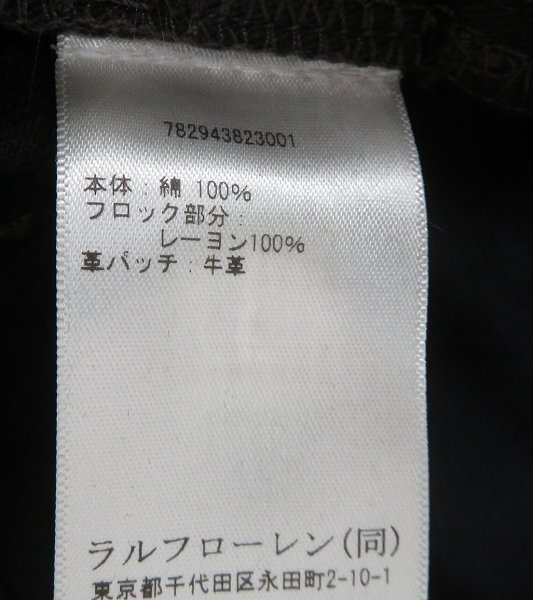 782943823001
本体：綿 100%
フロック部分：
レーヨン100%
革パッチ：牛革
ラルフローレン(同)
東京都千代田区永田町2-10-1